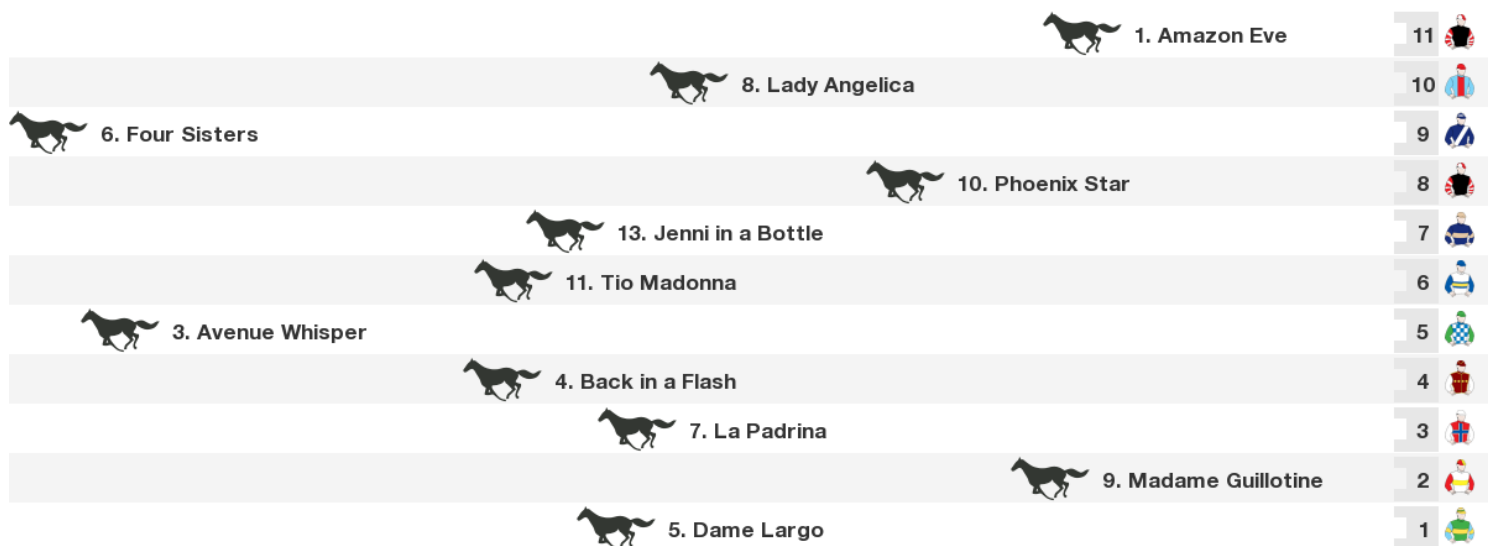 1. Amazon Eve 11
8. Lady Angelica 10
6. Four Sisters 9
10. Phoenix Star 8
13. Jenni in a Bottle 7
11. Tio Madonna 6
3. Avenue Whisper 5
4. Back in a Flash 4
7. La Padrina 3
9. Madame Guillotine 2
5. Dame Largo 1